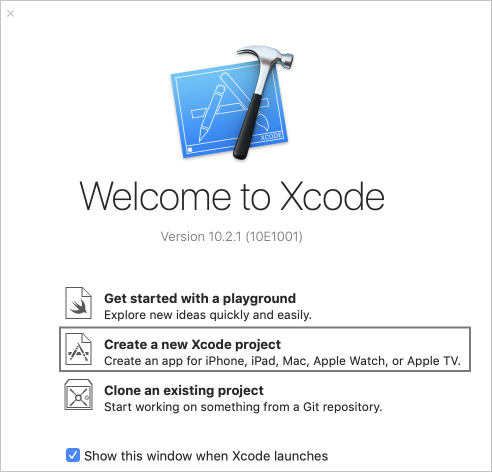 XCODE
Welcome to Xcode
Version 10.2.1 (10E1001)
Get started with a playground
Explore new ideas quickly and easily.
Create a new Xcode project
Create an app for iPhone, iPad, Mac, Apple Watch, or Apple TV.
Clone an existing project
Start working on something from a Git repository.
Show this window when Xcode launches